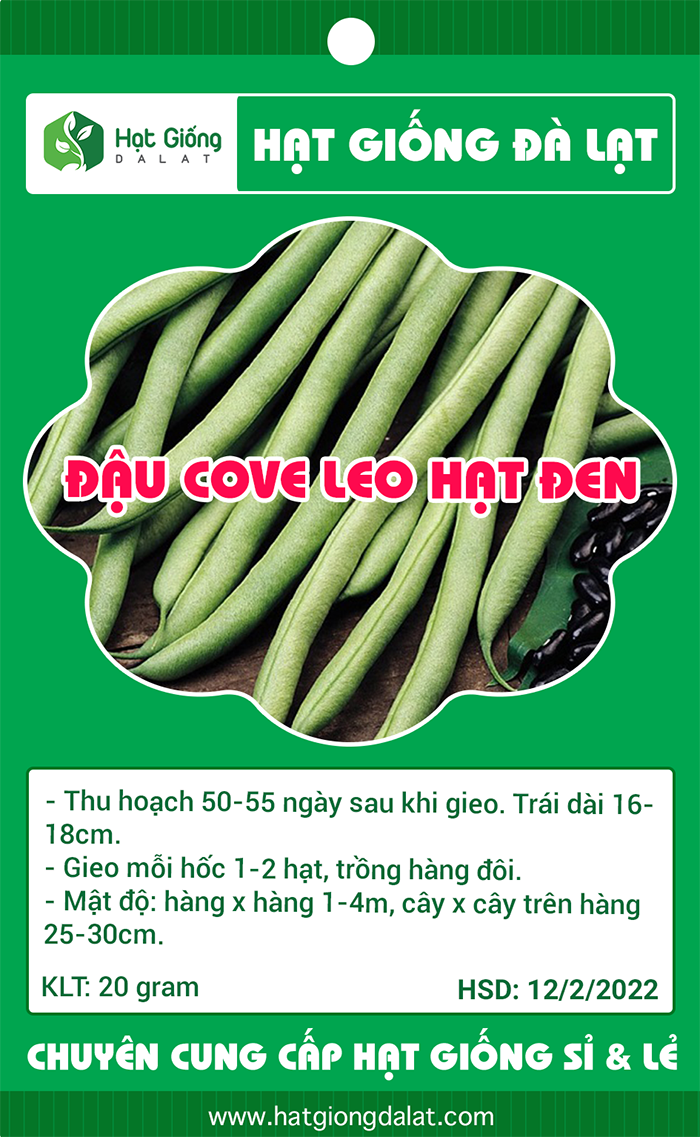 Hạt Giống
DALAT
HẠT GIỐNG ĐÀ LẠT
ĐẬU COVE LEO HẠT ĐEN
- Thu hoạch 50-55 ngày sau khi gieo. Trái dài 16-
18cm.
- Gieo mỗi hốc 1-2 hạt, trồng hàng đôi.
- Mật độ: hàng x hàng 1-4m, cây x cây trên hàng
25-30cm.
KLT: 20 gram
HSD: 12/2/2022
CHUYÊN CUNG CẤP HẠT GIỐNG SỈ & LẺ
www.hatgiongdalat.com